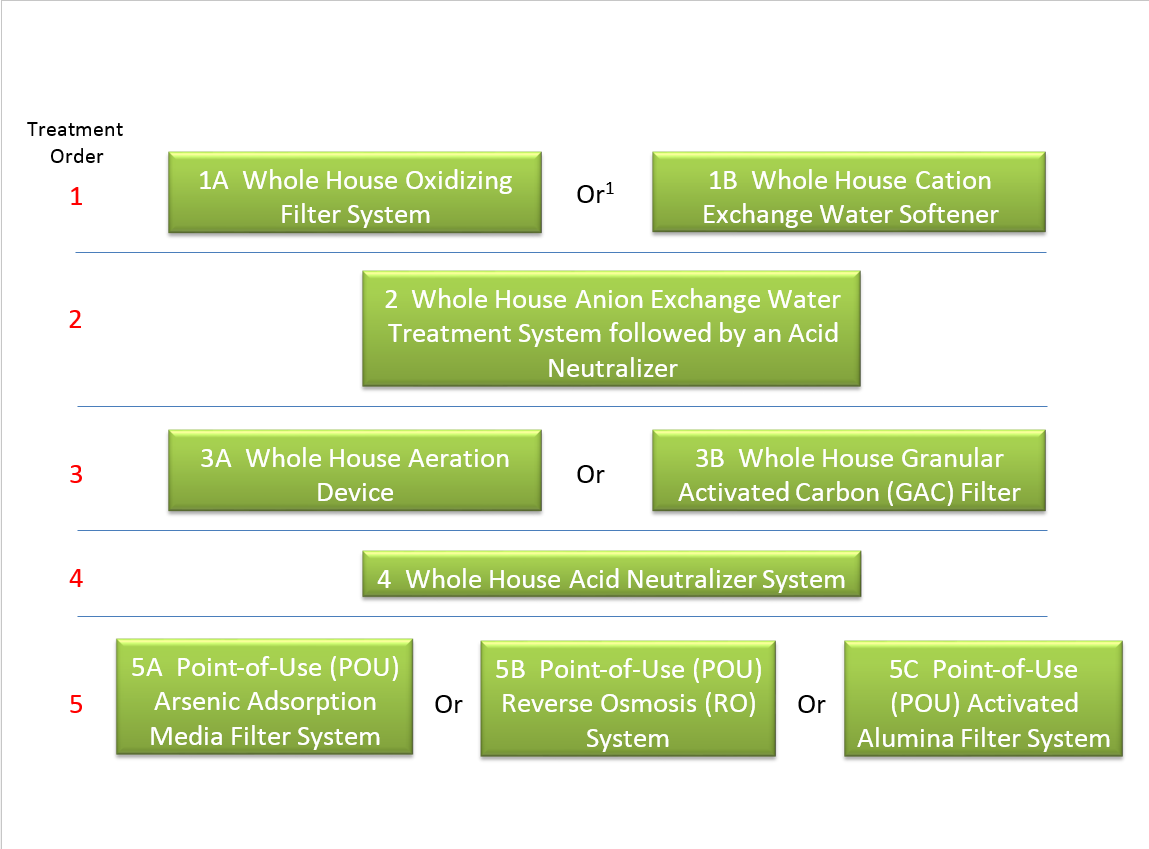 Treatment
Order
1
1A  Whole House Oxidizing
Filter System
Or¹
1B  Whole House Cation
Exchange Water Softener
2
2  Whole House Anion Exchange Water
Treatment System followed by an Acid
Neutralizer
3
3A  Whole House Aeration
Device
Or
3B  Whole House Granular
Activated Carbon (GAC) Filter
4
4  Whole House Acid Neutralizer System
5
5A  Point-of-Use (POU)
Arsenic Adsorption
Media Filter System
Or
5B  Point-of-Use (POU)
Reverse Osmosis (RO)
System
Or
5C  Point-of-Use
(POU) Activated
Alumina Filter System